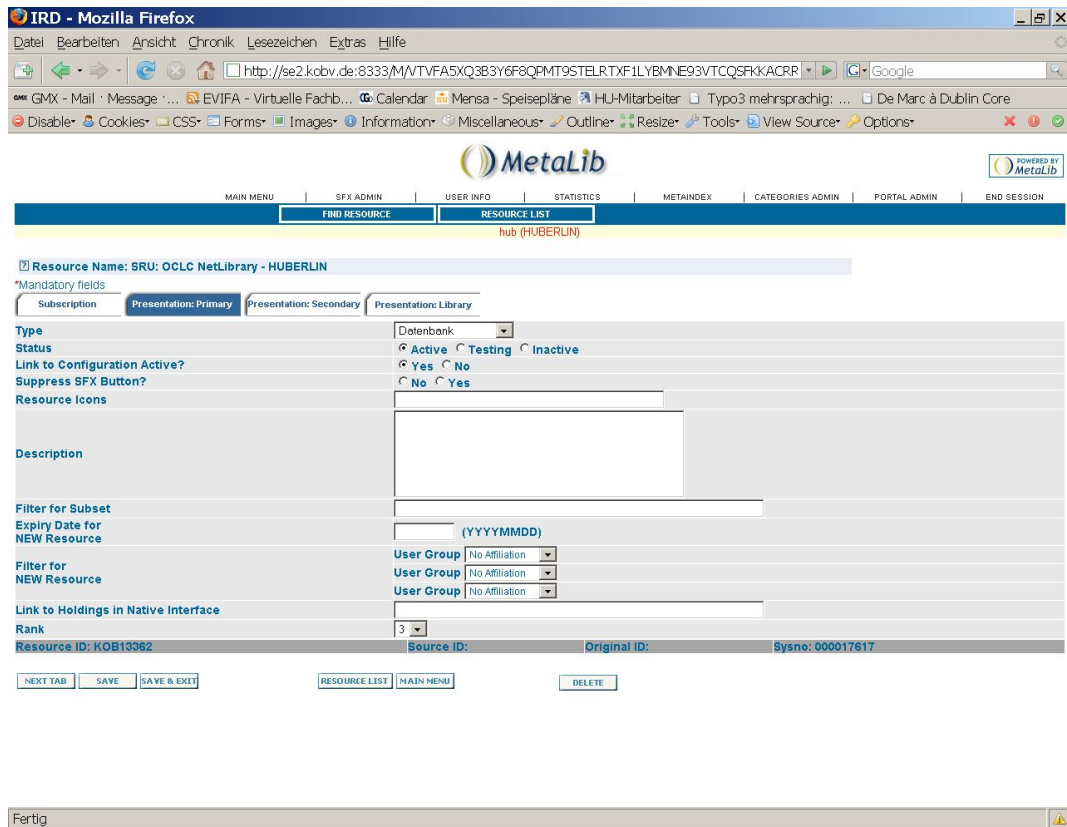 IRD - Mozilla Firefox
Datei Bearbeiten Ansicht Chronik Lesezeichen Extras Hilfe
http://se2.kobv.de:8333/M/VTVFA5XQ3B3Y6F8QPMT9STELRTXF1LYBMNE93VTCQSFKKACRR
Google
GMX - Mail · Message · ... EVIFA - Virtuelle Fachb... Calendar Mensa - Speisepläne HU-Mitarbeiter Typo3 mehrsprachig: ... De Marc à Dublin Core
Disable Cookies CSS Forms Images Information Miscellaneous Outline Resize Tools View Source Options
MetaLib
POWERED BY MetaLib
MAIN MENU | SFX ADMIN | USER INFO | STATISTICS | METAINDEX | CATEGORIES ADMIN | PORTAL ADMIN | END SESSION
FIND RESOURCE RESOURCE LIST
hub (HUBERLIN)
Resource Name: SRU: OCLC NetLibrary - HUBERLIN
*Mandatory fields
Subscription Presentation: Primary Presentation: Secondary Presentation: Library
Type Datenbank
Status Active Testing Inactive
Link to Configuration Active? Yes No
Suppress SFX Button? No Yes
Resource Icons
Description
Filter for Subset
Expiry Date for
NEW Resource (YYYYMMDD)
Filter for
NEW Resource
User Group No Affiliation
User Group No Affiliation
User Group No Affiliation
Link to Holdings in Native Interface
Rank 3
Resource ID: KOB13362 Source ID: Original ID: Sysno: 000017617
NEXT TAB SAVE SAVE & EXIT RESOURCE LIST MAIN MENU DELETE
Fertig